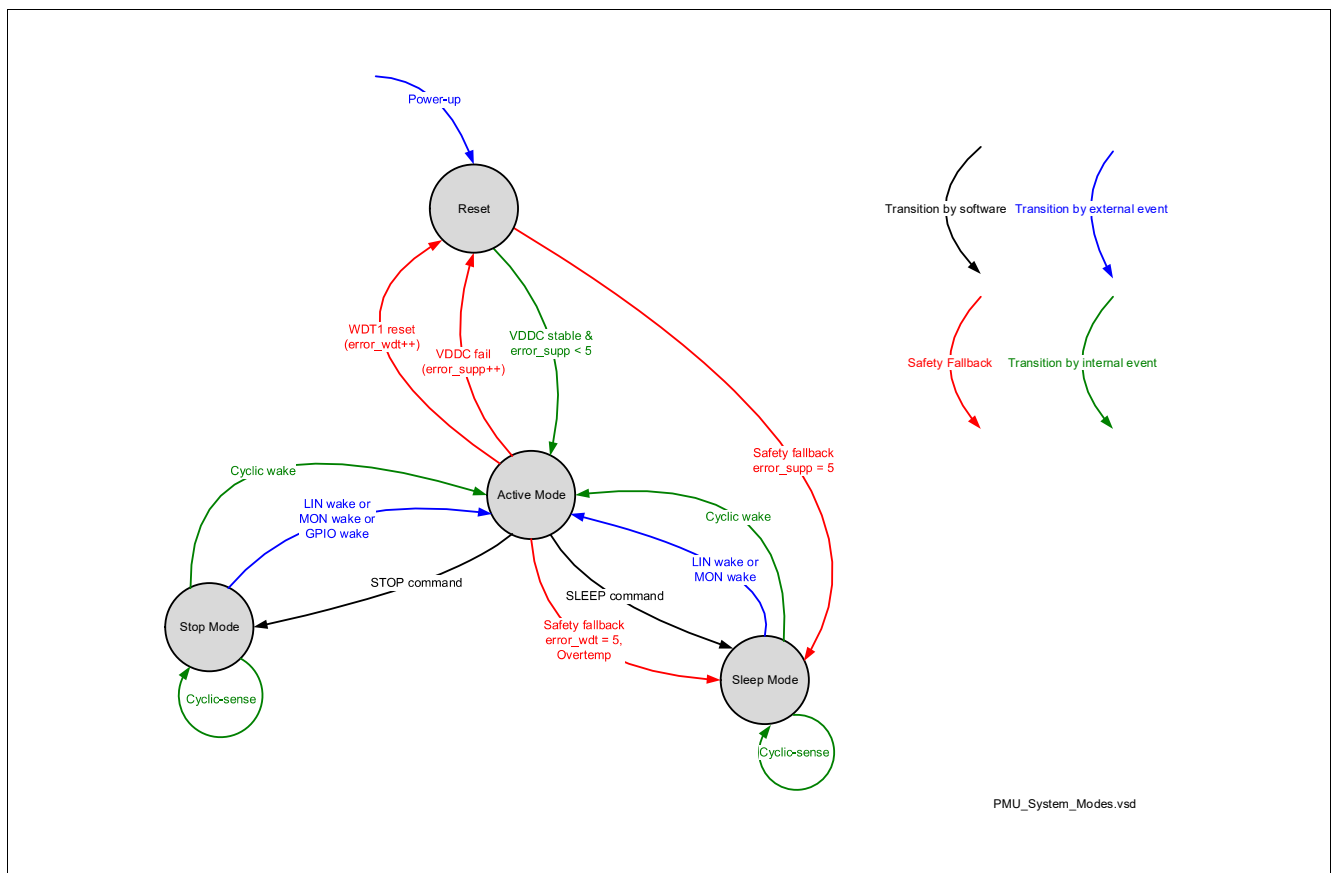 Power-up
Reset
Transition by software
Transition by external event
WDT1 reset
(error_wdt++)
VDDC fail
(error_supp++)
VDDC stable &
error_supp < 5
Safety Fallback
Transition by internal event
Safety fallback
error_supp = 5
Cyclic wake
Active Mode
LIN wake or
MON wake or
GPIO wake
Cyclic wake
LIN wake or
MON wake
STOP command
SLEEP command
Stop Mode
Safety fallback
error_wdt = 5,
Overtemp
Sleep Mode
Cyclic-sense
Cyclic-sense
PMU_System_Modes.vsd